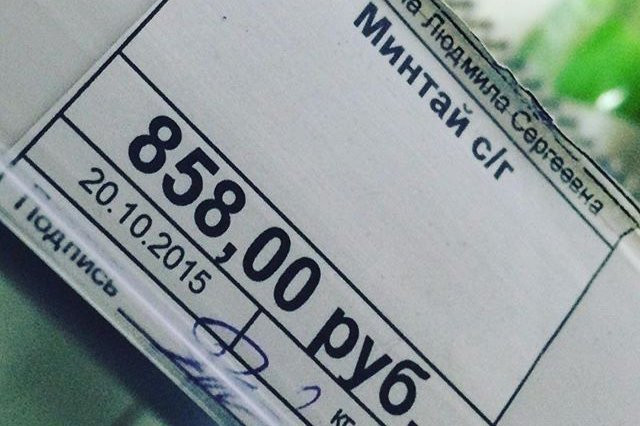 Людмила Сергеевна
Минтай с/г
858,00 руб.
20.10.2015
Подпись